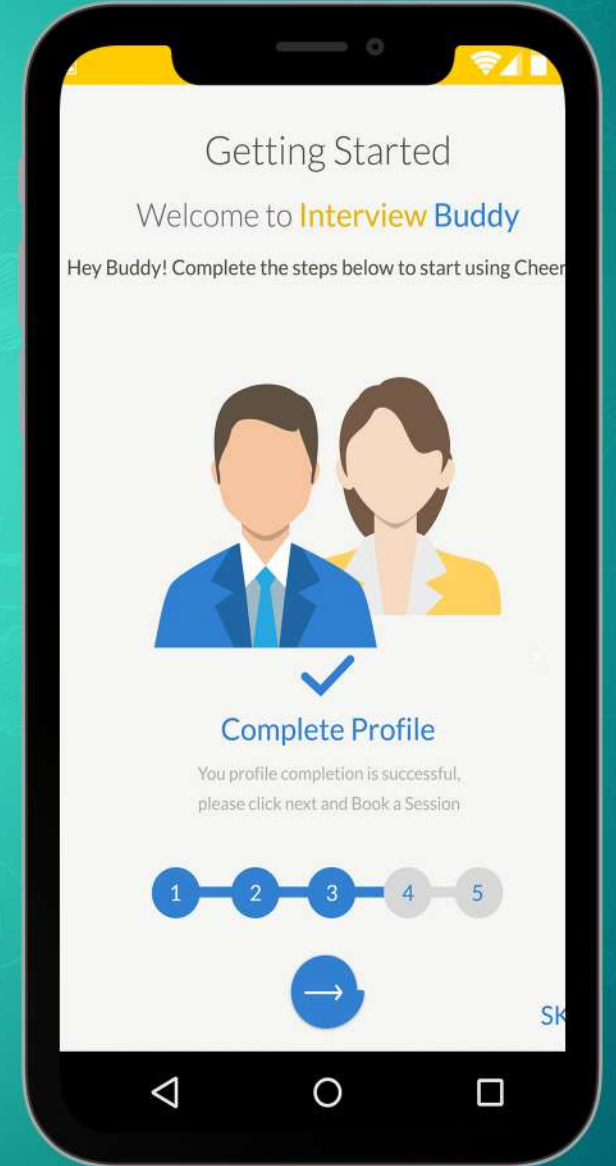 Getting Started
Welcome to Interview Buddy
Hey Buddy! Complete the steps below to start using Cheer
Complete Profile
You profile completion is successful,
please click next and Book a Session
1 2 3 4 5
SK